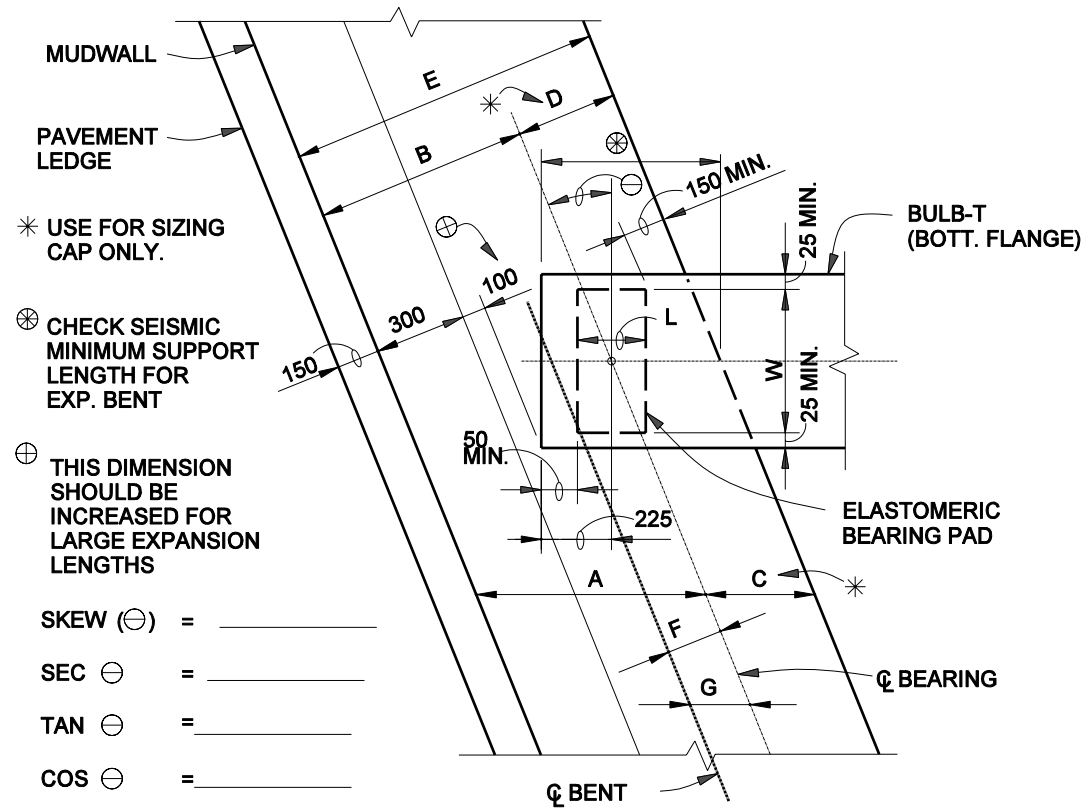 MUDWALL
PAVEMENT
LEDGE
✳ USE FOR SIZING
CAP ONLY.
⊛ CHECK SEISMIC
MINIMUM SUPPORT
LENGTH FOR
EXP. BENT
⊕ THIS DIMENSION
SHOULD BE
INCREASED FOR
LARGE EXPANSION
LENGTHS
SKEW (⊖) =
SEC ⊖ =
TAN ⊖ =
COS ⊖ =
E
✳
D
B
⊛
⊖
150 MIN.
25 MIN.
BULB-T
(BOTT. FLANGE)
⊕
100
300
150
L
W
25 MIN.
50
MIN.
225
ELASTOMERIC
BEARING PAD
A
C
✳
F
G
℄ BEARING
℄ BENT